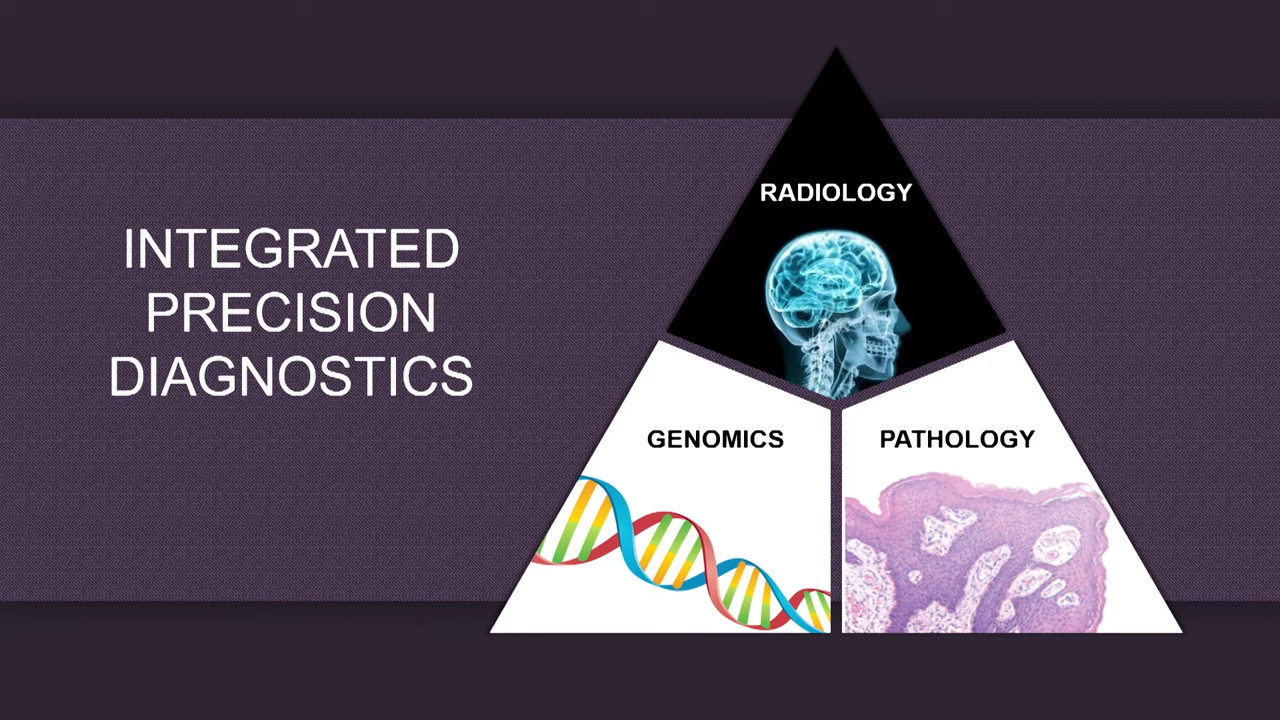 INTEGRATED
PRECISION
DIAGNOSTICS
RADIOLOGY
GENOMICS
PATHOLOGY